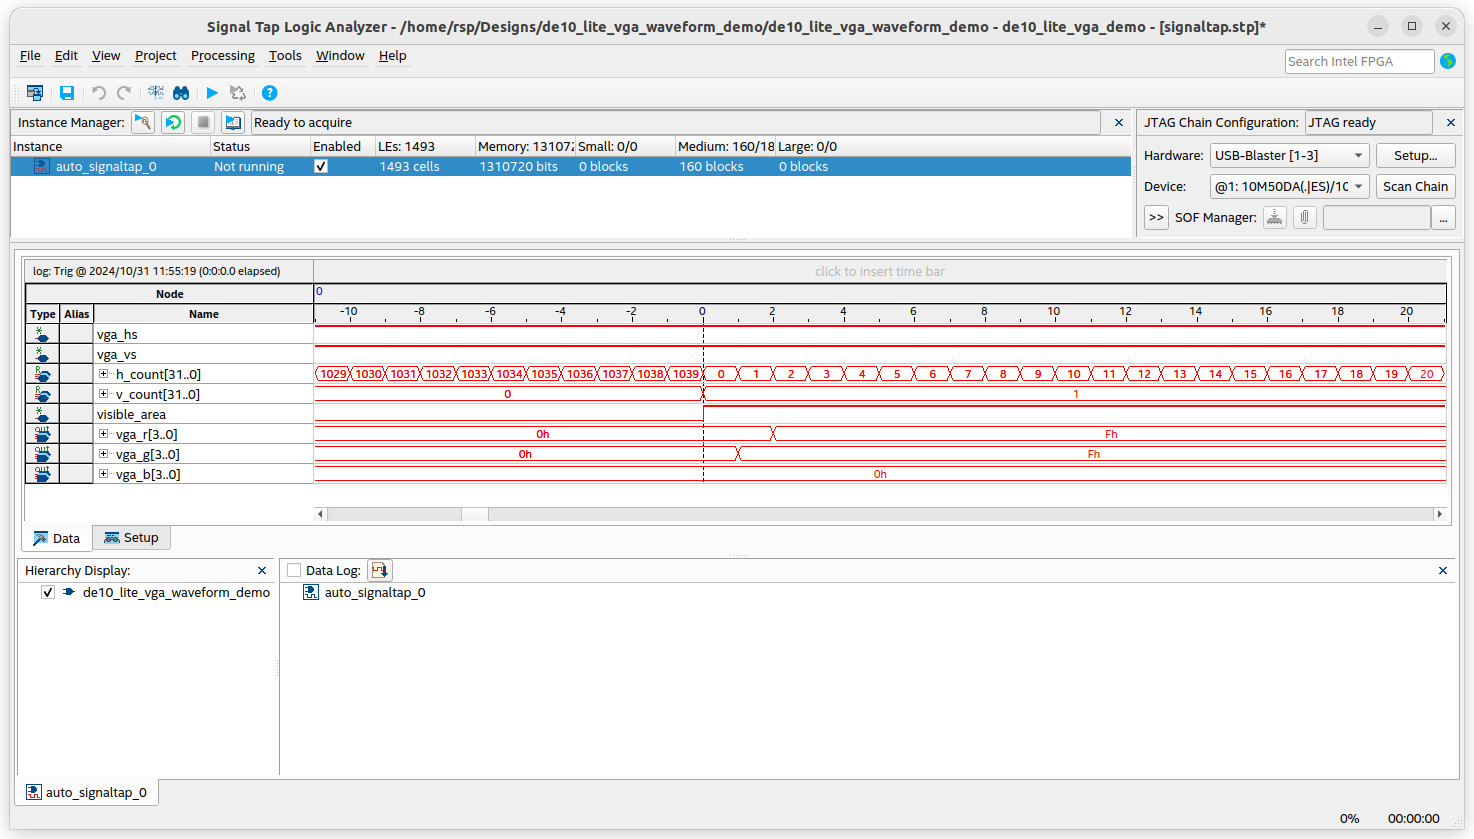 Signal Tap Logic Analyzer - /home/rsp/Designs/de10_lite_vga_waveform_demo/de10_lite_vga_waveform_demo - de10_lite_vga_demo - [signaltap.stp]*
File Edit View Project Processing Tools Window Help
Search Intel FPGA
Instance Manager: Ready to acquire
Instance Status Enabled LEs: 1493 Memory: 13107 Small: 0/0 Medium: 160/18 Large: 0/0
auto_signaltap_0 Not running 1493 cells 1310720 bits 0 blocks 160 blocks 0 blocks
JTAG Chain Configuration: JTAG ready
Hardware: USB-Blaster [1-3] Setup...
Device: @1: 10M50DA(.|ES)/10 Scan Chain
>> SOF Manager: ...
log: Trig @ 2024/10/31 11:55:19 (0:0:0.0 elapsed) click to insert time bar
Node 0
Type Alias Name -10 -8 -6 -4 -2 0 2 4 6 8 10 12 14 16 18 20
vga_hs
vga_vs
h_count[31..0] 1029 1030 1031 1032 1033 1034 1035 1036 1037 1038 1039 0 1 2 3 4 5 6 7 8 9 10 11 12 13 14 15 16 17 18 19 20
v_count[31..0] 0 1
visible_area
vga_r[3..0] 0h Fh
vga_g[3..0] 0h Fh
vga_b[3..0] 0h
Data Setup
Hierarchy Display:
de10_lite_vga_waveform_demo
Data Log:
auto_signaltap_0
auto_signaltap_0
0% 00:00:00